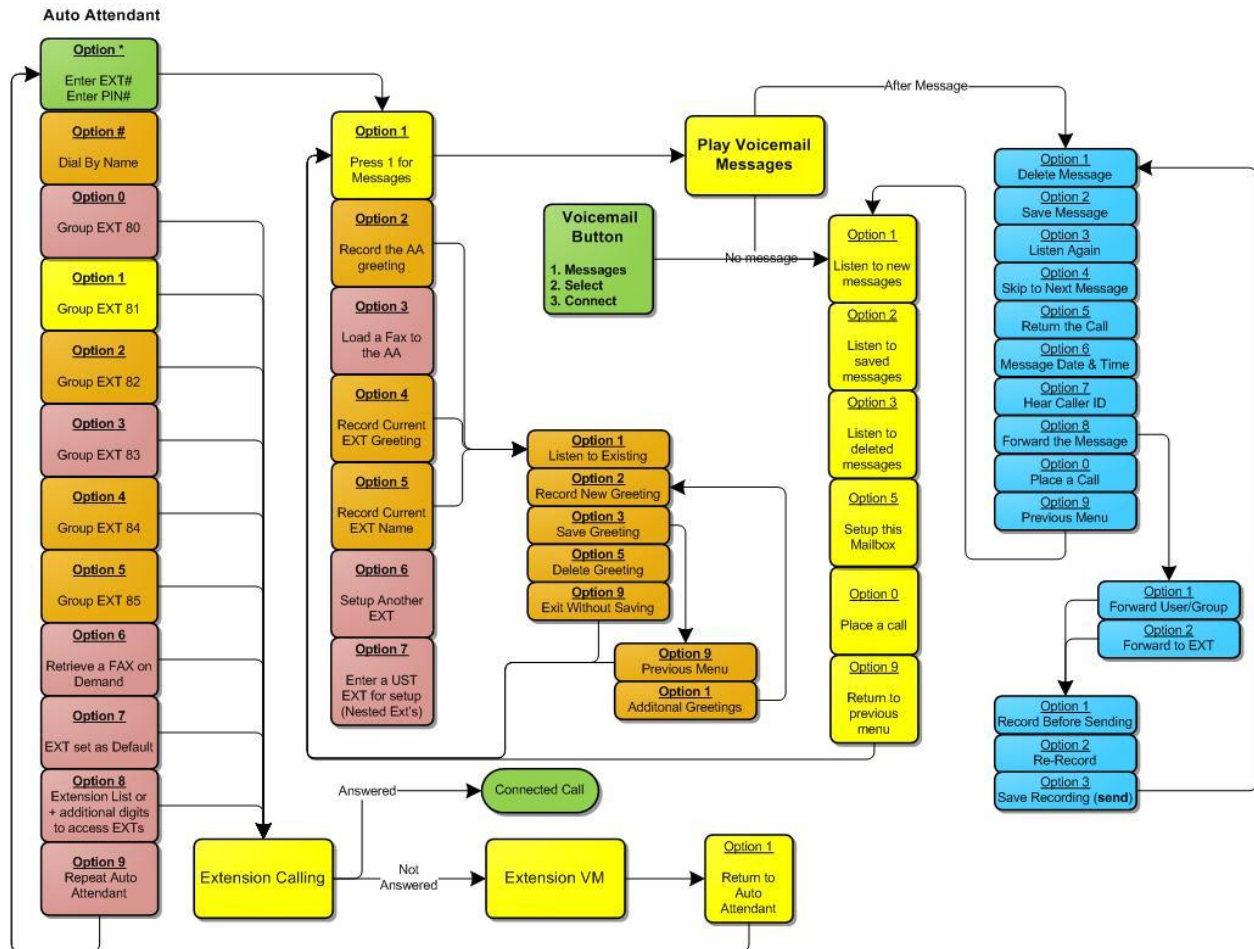 Auto Attendant
Option *
Enter EXT#
Enter PIN#
Option #
Dial By Name
Option 0
Group EXT 80
Option 1
Group EXT 81
Option 2
Group EXT 82
Option 3
Group EXT 83
Option 4
Group EXT 84
Option 5
Group EXT 85
Option 6
Retrieve a FAX on
Demand
Option 7
EXT set as Default
Option 8
Extension List or
+ additional digits
to access EXTs
Option 9
Repeat Auto
Attendant
Option 1
Press 1 for
Messages
Option 2
Record the AA
greeting
Option 3
Load a Fax to
the AA
Option 4
Record Current
EXT Greeting
Option 5
Record Current
EXT Name
Option 6
Setup Another
EXT
Option 7
Enter a UST
EXT for setup
(Nested Ext's)
Play Voicemail
Messages
After Message
No message
Voicemail
Button
1. Messages
2. Select
3. Connect
Option 1
Listen to Existing
Option 2
Record New Greeting
Option 3
Save Greeting
Option 5
Delete Greeting
Option 9
Exit Without Saving
Option 9
Previous Menu
Option 1
Additonal Greetings
Option 1
Listen to new
messages
Option 2
Listen to
saved
messages
Option 3
Listen to
deleted
messages
Option 5
Setup this
Mailbox
Option 0
Place a call
Option 9
Return to
previous
menu
Option 1
Delete Message
Option 2
Save Message
Option 3
Listen Again
Option 4
Skip to Next Message
Option 5
Return the Call
Option 6
Message Date & Time
Option 7
Hear Caller ID
Option 8
Forward the Message
Option 0
Place a Call
Option 9
Previous Menu
Option 1
Forward User/Group
Option 2
Forward to EXT
Option 1
Record Before Sending
Option 2
Re-Record
Option 3
Save Recording (send)
Extension Calling
Answered
Connected Call
Not
Answered
Extension VM
Option 1
Return to
Auto
Attendant